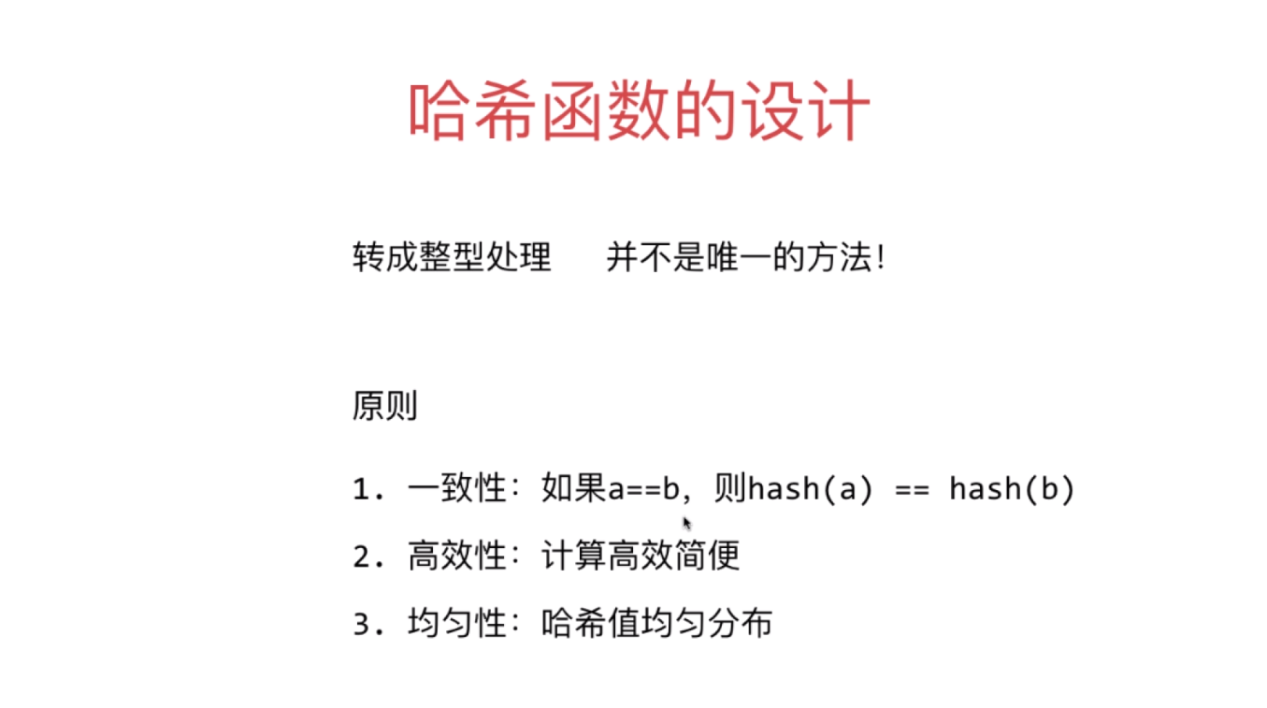 哈希函数的设计
转成整型处理 并不是唯一的方法！
原则
1. 一致性：如果a==b，则hash(a) == hash(b)
2. 高效性：计算高效简便
3. 均匀性：哈希值均匀分布